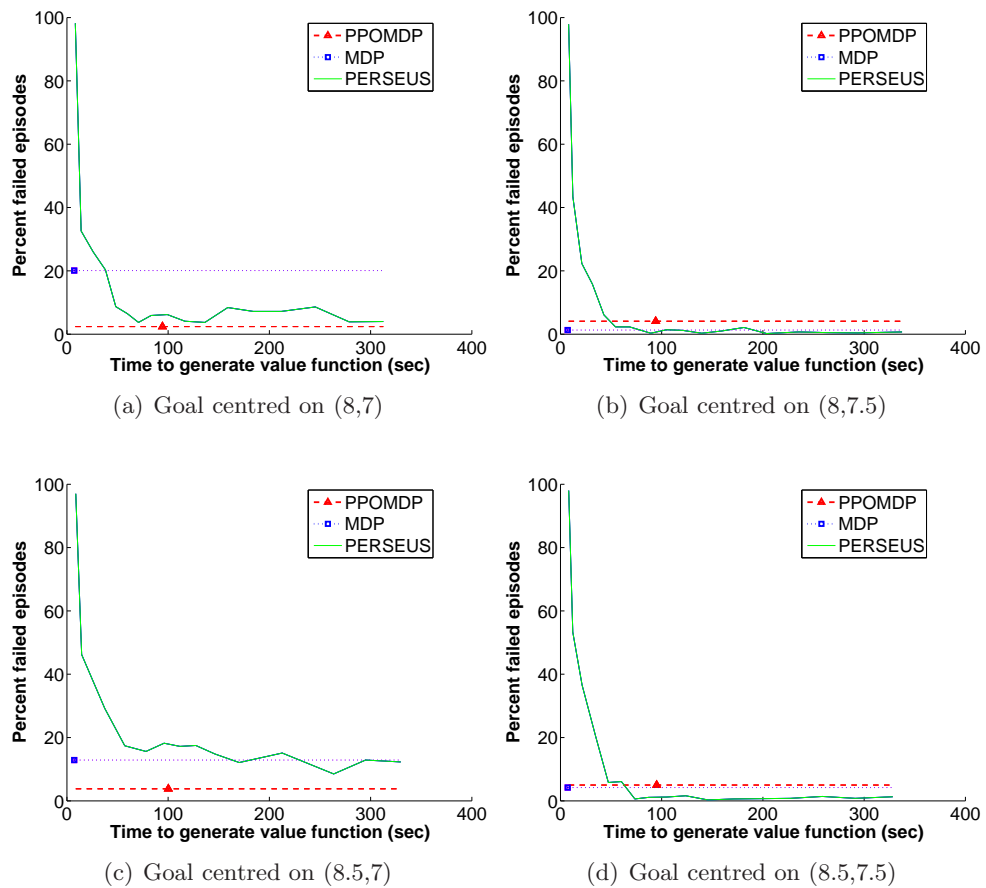 100
80
60
40
20
0
Percent failed episodes
PPOMDP
MDP
PERSEUS
0 100 200 300 400
Time to generate value function (sec)
(a) Goal centred on (8,7)
100
80
60
40
20
0
Percent failed episodes
PPOMDP
MDP
PERSEUS
0 100 200 300 400
Time to generate value function (sec)
(b) Goal centred on (8,7.5)
100
80
60
40
20
0
Percent failed episodes
PPOMDP
MDP
PERSEUS
0 100 200 300 400
Time to generate value function (sec)
(c) Goal centred on (8.5,7)
100
80
60
40
20
0
Percent failed episodes
PPOMDP
MDP
PERSEUS
0 100 200 300 400
Time to generate value function (sec)
(d) Goal centred on (8.5,7.5)